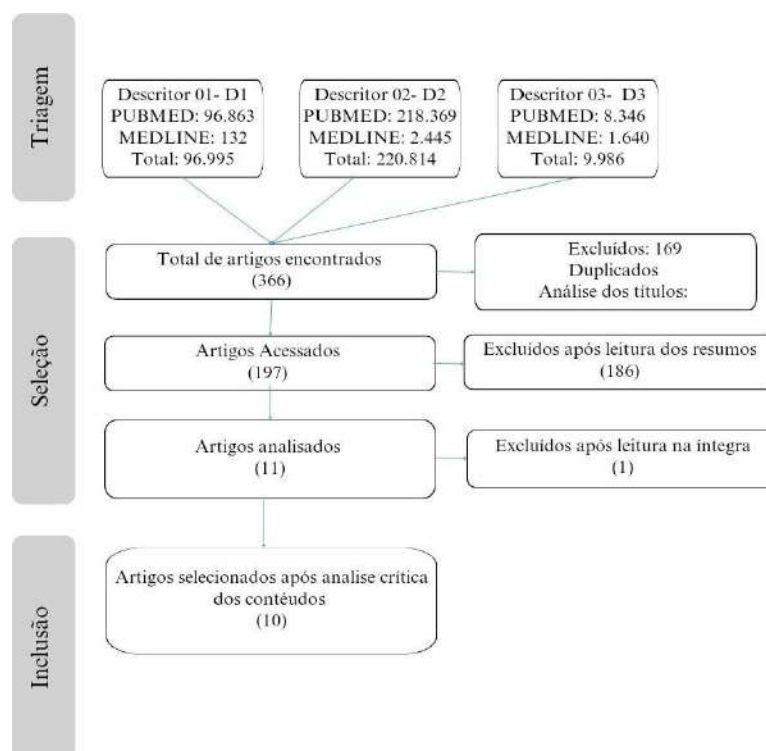 Triagem
Descritor 01- D1
PUBMED: 96.863
MEDLINE: 132
Total: 96.995
Descritor 02- D2
PUBMED: 218.369
MEDLINE: 2.445
Total: 220.814
Descritor 03- D3
PUBMED: 8.346
MEDLINE: 1.640
Total: 9.986
Seleção
Total de artigos encontrados
(366)
Excluídos: 169
Duplicados
Análise dos títulos:
Artigos Acessados
(197)
Excluídos após leitura dos resumos
(186)
Artigos analisados
(11)
Excluídos após leitura na íntegra
(1)
Inclusão
Artigos selecionados após analise crítica
dos contéudos
(10)